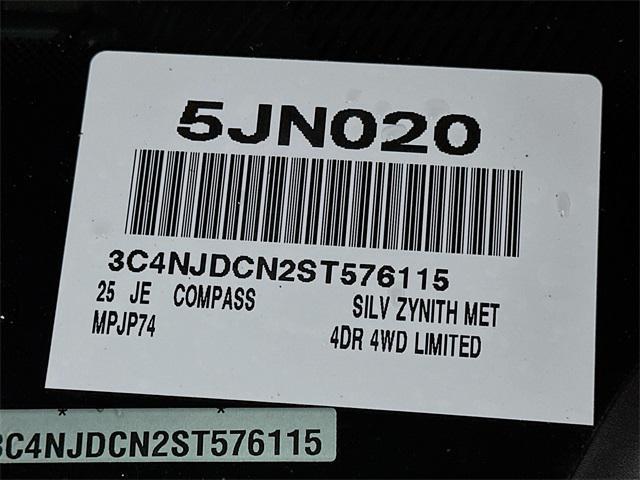 5JN020
3C4NJDCN2ST576115
25 JE COMPASS SILV ZYNITH MET
MPJP74 4DR 4WD LIMITED
* *
3C4NJDCN2ST576115